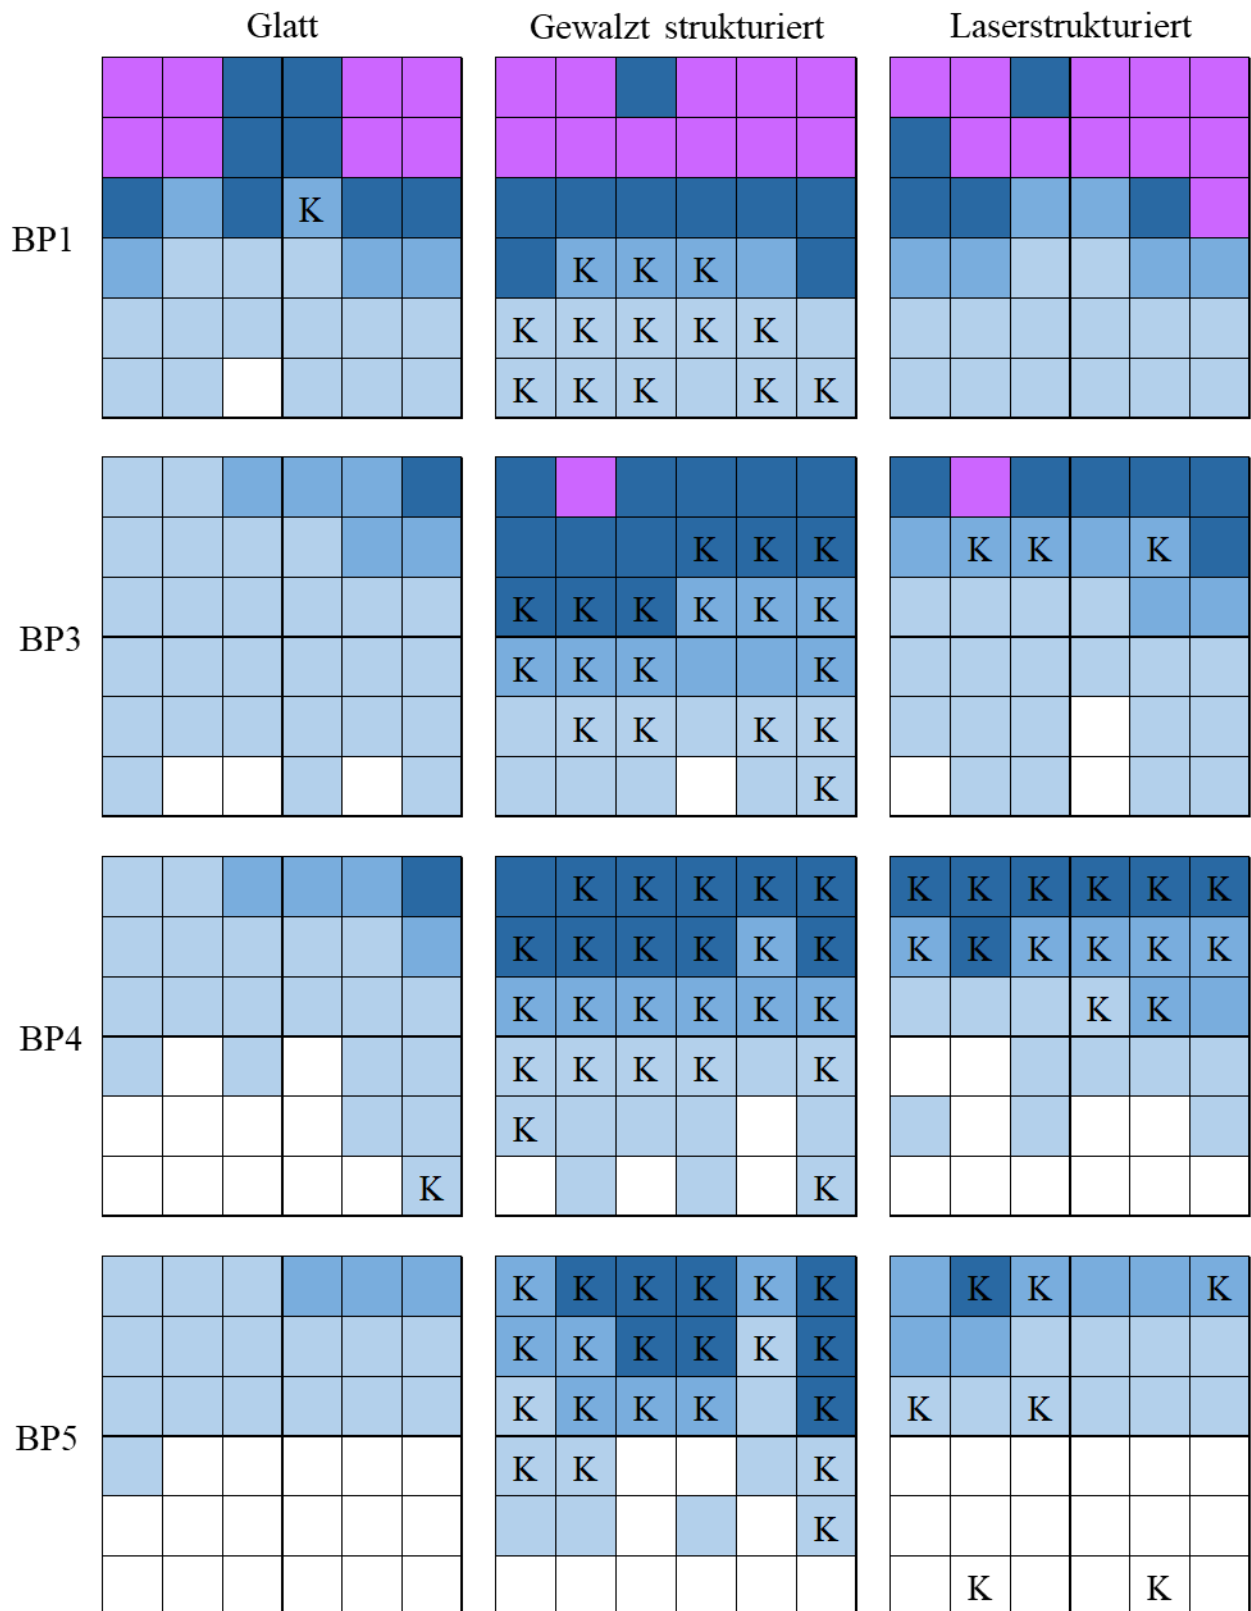 Glatt Gewalzt strukturiert Laserstrukturiert
K
BP1
K K K
K K K K K
K K K K K
K K K
K K K
K K K K K K
BP3
K K K K
K K K K
K
K K K K K K K K K K K
K K K K K K K K K K K K
K K K K K K K K
BP4
K K K K K
K
K K
K K K K K K K K K
K K K K K K
K K K K K K K
BP5
K K K
K
K K